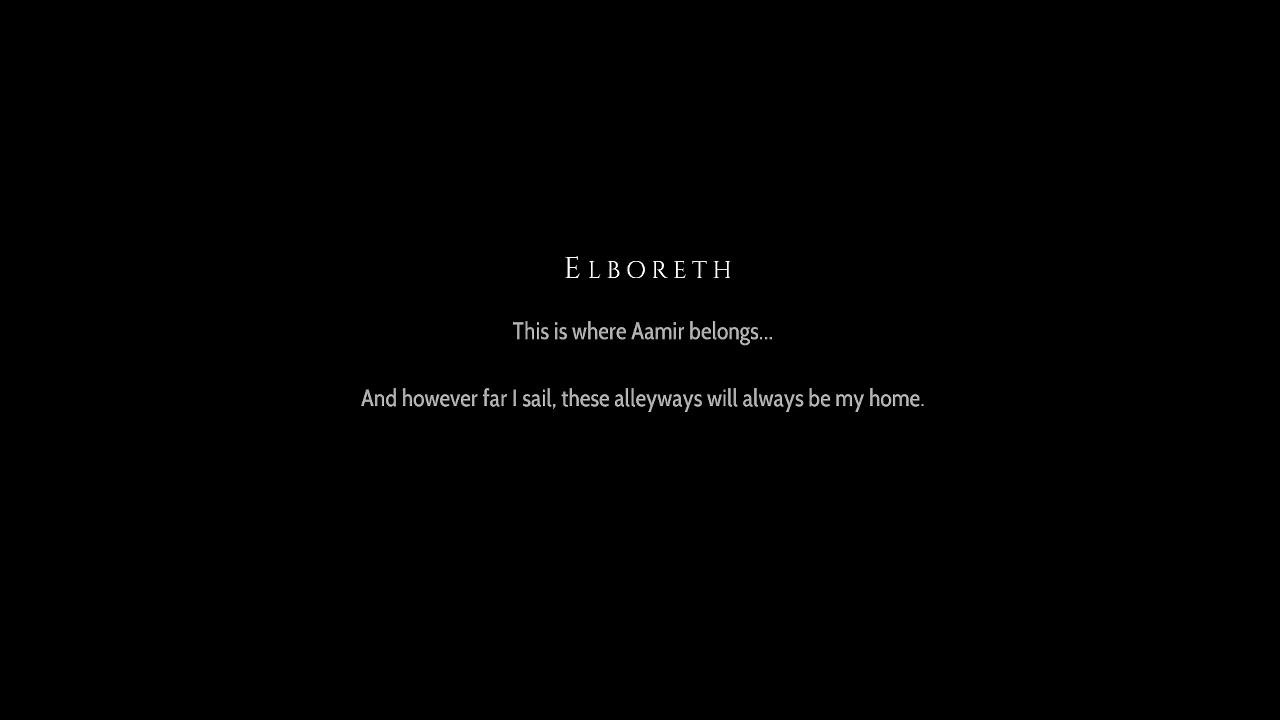 Elboreth
This is where Aamir belongs...
And however far I sail, these alleyways will always be my home.